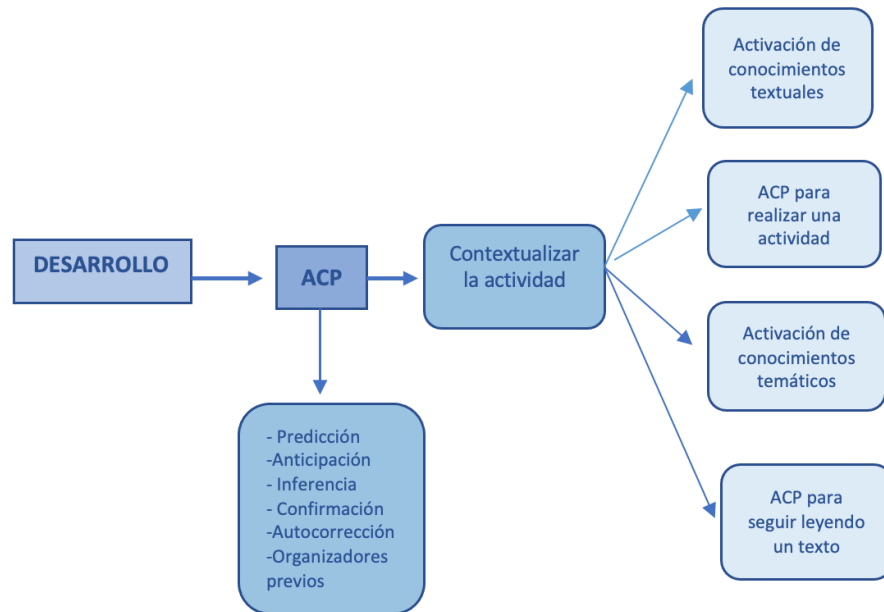 DESARROLLO
ACP
- Predicción
-Anticipación
- Inferencia
- Confirmación
-Autocorrección
-Organizadores
previos
Contextualizar
la actividad
Activación de
conocimientos
textuales
ACP para
realizar una
actividad
Activación de
conocimientos
temáticos
ACP para
seguir leyendo
un texto